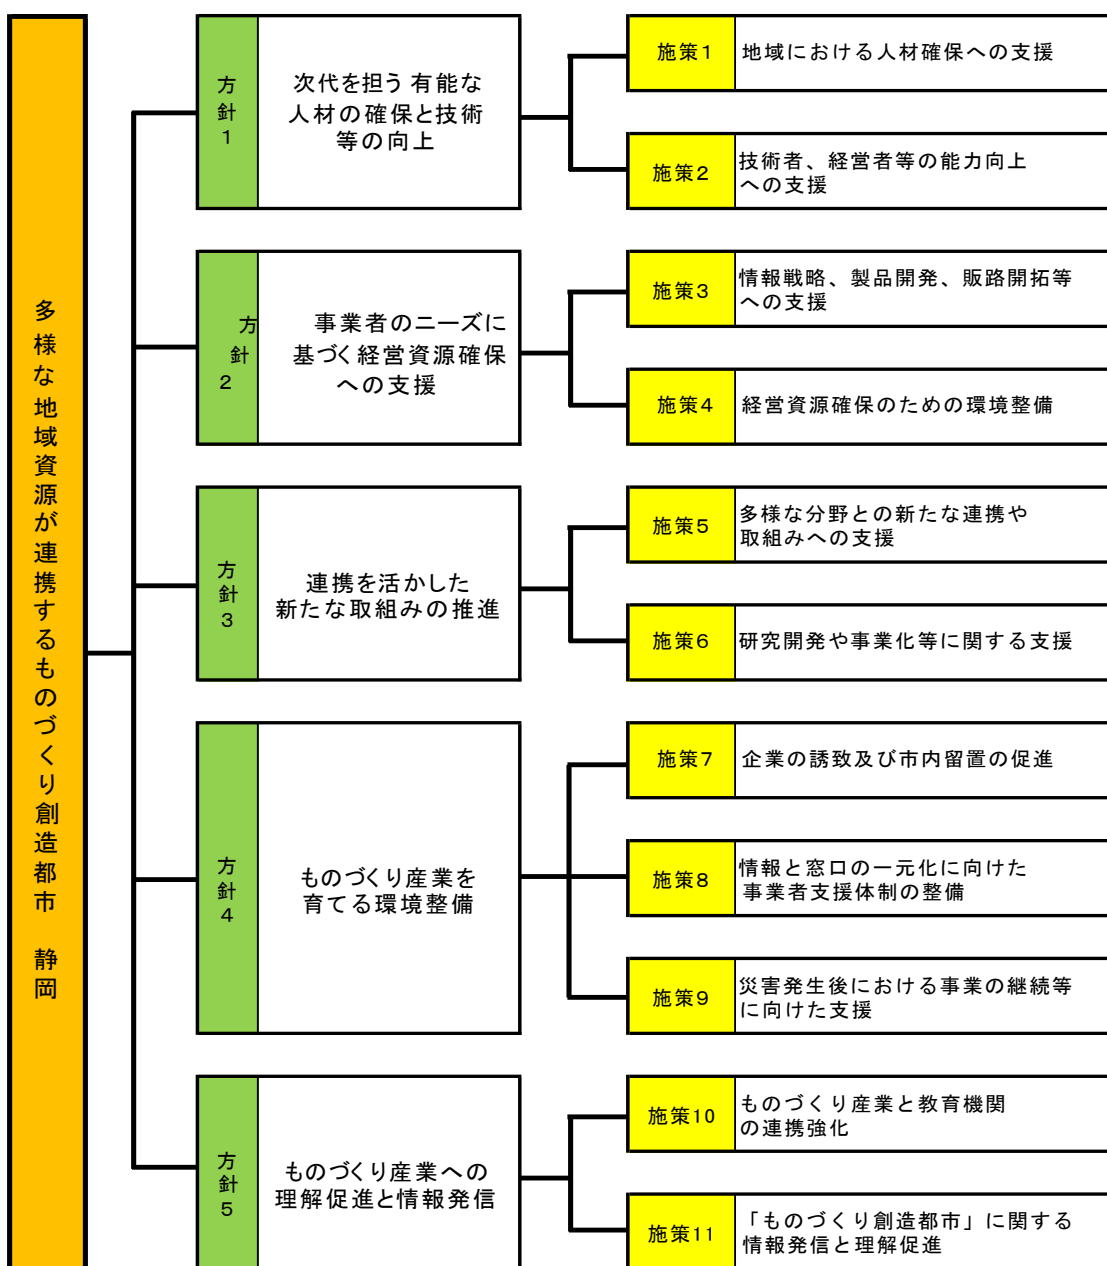 多様な地域資源が連携するものづくり創造都市　静岡
方針1
次代を担う 有能な
人材の確保と技術
等の向上
施策1
地域における人材確保への支援
施策2
技術者、経営者等の能力向上
への支援
方針2
事業者のニーズに
基づく経営資源確保
への支援
施策3
情報戦略、製品開発、販路開拓等
への支援
施策4
経営資源確保のための環境整備
方針3
連携を活かした
新たな取組みの推進
施策5
多様な分野との新たな連携や
取組みへの支援
施策6
研究開発や事業化等に関する支援
方針4
ものづくり産業を
育てる環境整備
施策7
企業の誘致及び市内留置の促進
施策8
情報と窓口の一元化に向けた
事業者支援体制の整備
施策9
災害発生後における事業の継続等
に向けた支援
方針5
ものづくり産業への
理解促進と情報発信
施策10
ものづくり産業と教育機関
の連携強化
施策11
「ものづくり創造都市」に関する
情報発信と理解促進